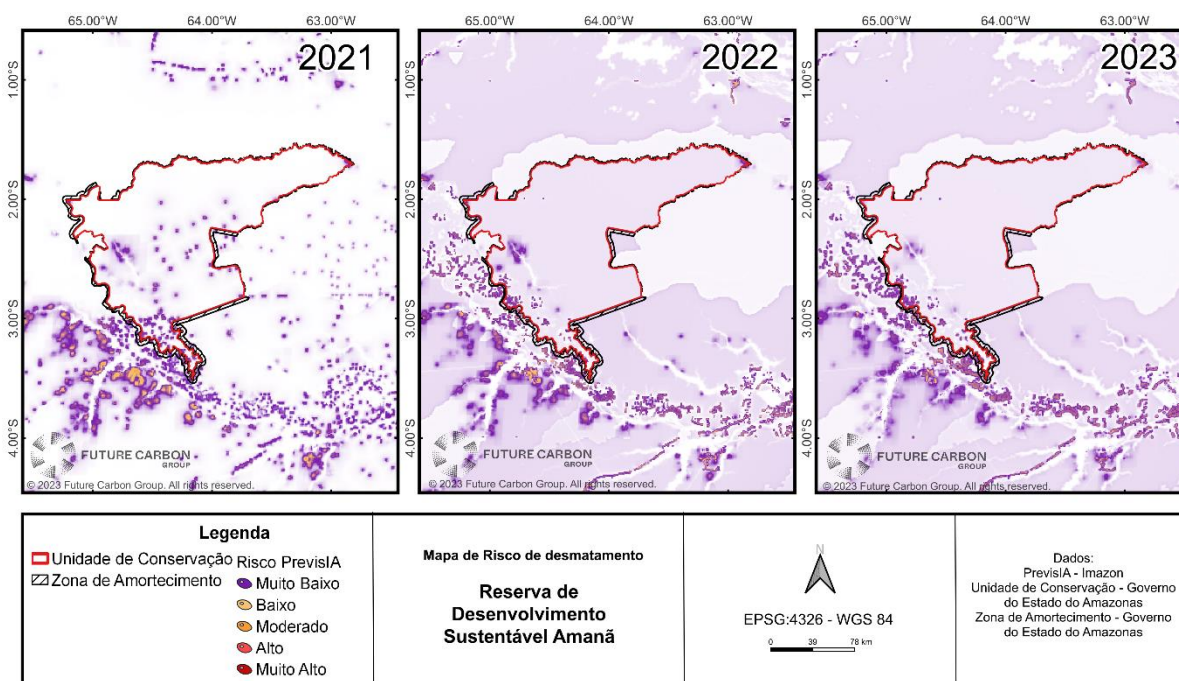 65.00°W 64.00°W 63.00°W
65.00°W 64.00°W 63.00°W
65.00°W 64.00°W 63.00°W
2021
2022
2023
1.00°S
2.00°S
3.00°S
4.00°S
1.00°S
2.00°S
3.00°S
4.00°S
1.00°S
2.00°S
3.00°S
4.00°S
FUTURE CARBON
GROUP
© 2023 Future Carbon Group. All rights reserved.
FUTURE CARBON
GROUP
© 2023 Future Carbon Group. All rights reserved.
FUTURE CARBON
GROUP
© 2023 Future Carbon Group. All rights reserved.
Legenda
Unidade de Conservação
Zona de Amortecimento
Risco PrevisIA
Muito Baixo
Baixo
Moderado
Alto
Muito Alto
Mapa de Risco de desmatamento
Reserva de
Desenvolvimento
Sustentável Amanã
N
EPSG:4326 - WGS 84
0 39 78 km
Dados:
PrevisIA - Imazon
Unidade de Conservação - Governo
do Estado do Amazonas
Zona de Amortecimento - Governo
do Estado do Amazonas